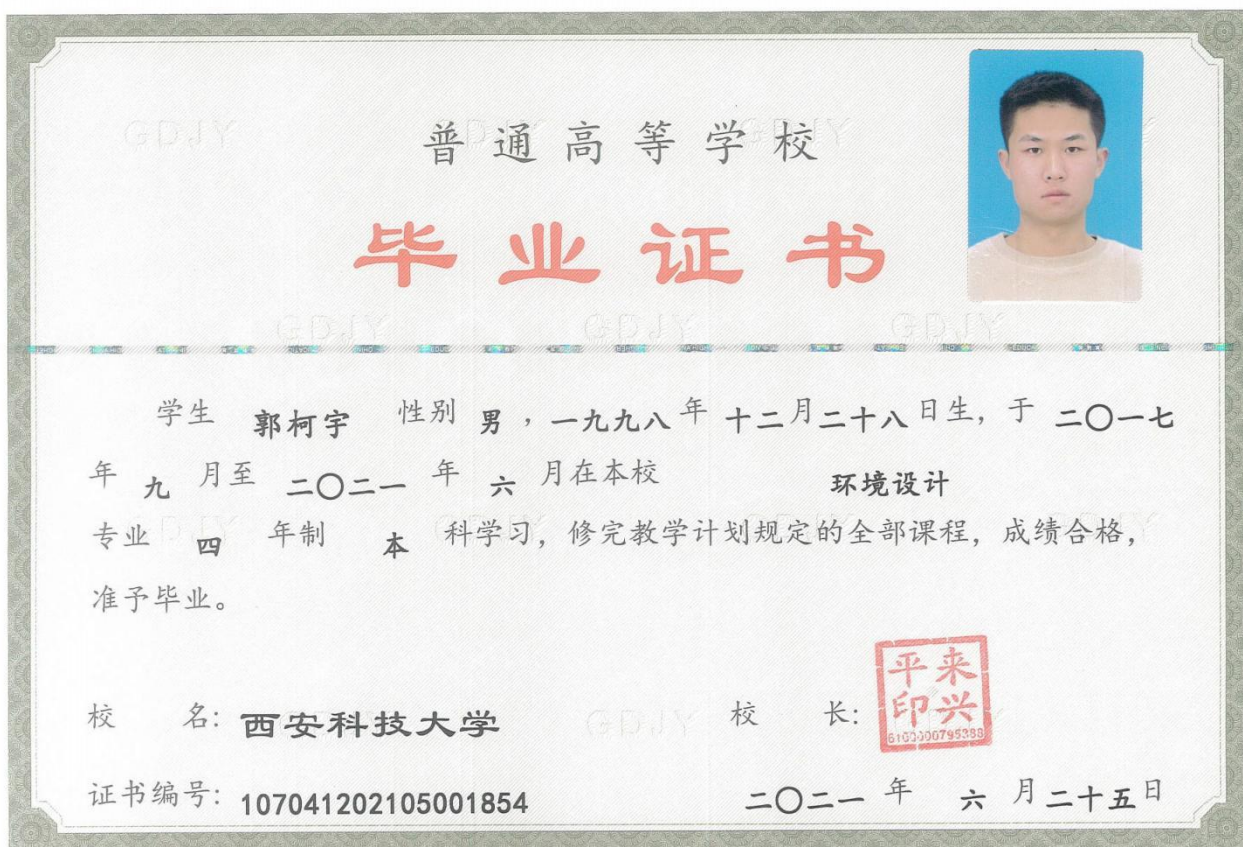 普通高等学校
毕业证书
学生 郭柯宇 性别 男，一九九八年 十二月二十八日生，于 二〇一七
年 九 月至 二〇二一 年 六 月在本校 环境设计
专业 四 年制 本 科学习，修完教学计划规定的全部课程，成绩合格，
准予毕业。
校 名：西安科技大学 校 长：来兴平印
6100000795388
证书编号：107041202105001854 二〇二一 年 六 月二十五日
GDJY